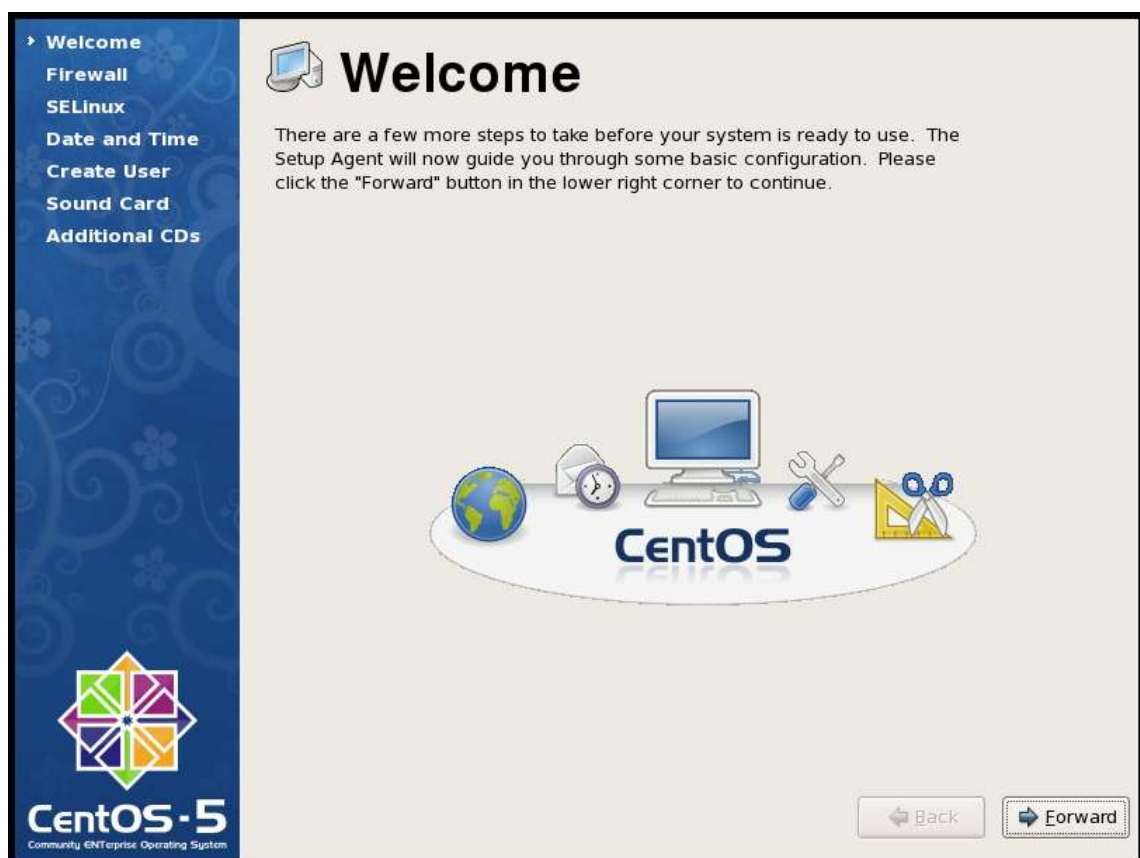 Welcome
Firewall
SELinux
Date and Time
Create User
Sound Card
Additional CDs
Welcome
There are a few more steps to take before your system is ready to use. The
Setup Agent will now guide you through some basic configuration. Please
click the "Forward" button in the lower right corner to continue.
CentOS
CentOS-5
Community ENTerprise Operating System
Back
Forward